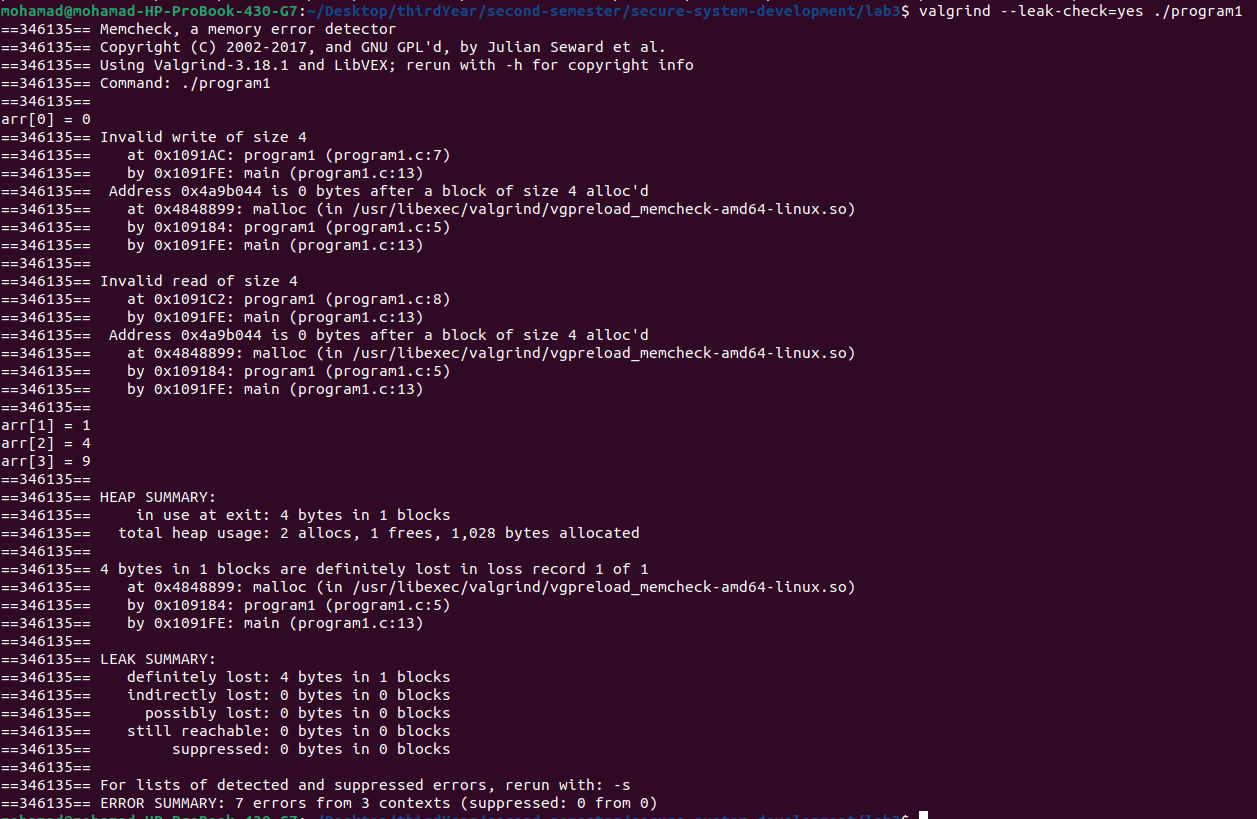 mohamad@mohamad-HP-ProBook-430-G7:~/Desktop/thirdYear/second-semester/secure-system-development/lab3$ valgrind --leak-check=yes ./program1
==346135== Memcheck, a memory error detector
==346135== Copyright (C) 2002-2017, and GNU GPL'd, by Julian Seward et al.
==346135== Using Valgrind-3.18.1 and LibVEX; rerun with -h for copyright info
==346135== Command: ./program1
==346135==
arr[0] = 0
==346135== Invalid write of size 4
==346135==    at 0x1091AC: program1 (program1.c:7)
==346135==    by 0x1091FE: main (program1.c:13)
==346135==  Address 0x4a9b044 is 0 bytes after a block of size 4 alloc'd
==346135==    at 0x4848899: malloc (in /usr/libexec/valgrind/vgpreload_memcheck-amd64-linux.so)
==346135==    by 0x109184: program1 (program1.c:5)
==346135==    by 0x1091FE: main (program1.c:13)
==346135==
==346135== Invalid read of size 4
==346135==    at 0x1091C2: program1 (program1.c:8)
==346135==    by 0x1091FE: main (program1.c:13)
==346135==  Address 0x4a9b044 is 0 bytes after a block of size 4 alloc'd
==346135==    at 0x4848899: malloc (in /usr/libexec/valgrind/vgpreload_memcheck-amd64-linux.so)
==346135==    by 0x109184: program1 (program1.c:5)
==346135==    by 0x1091FE: main (program1.c:13)
==346135==
arr[1] = 1
arr[2] = 4
arr[3] = 9
==346135==
==346135== HEAP SUMMARY:
==346135==     in use at exit: 4 bytes in 1 blocks
==346135==   total heap usage: 2 allocs, 1 frees, 1,028 bytes allocated
==346135==
==346135== 4 bytes in 1 blocks are definitely lost in loss record 1 of 1
==346135==    at 0x4848899: malloc (in /usr/libexec/valgrind/vgpreload_memcheck-amd64-linux.so)
==346135==    by 0x109184: program1 (program1.c:5)
==346135==    by 0x1091FE: main (program1.c:13)
==346135==
==346135== LEAK SUMMARY:
==346135==    definitely lost: 4 bytes in 1 blocks
==346135==    indirectly lost: 0 bytes in 0 blocks
==346135==      possibly lost: 0 bytes in 0 blocks
==346135==    still reachable: 0 bytes in 0 blocks
==346135==         suppressed: 0 bytes in 0 blocks
==346135==
==346135== For lists of detected and suppressed errors, rerun with: -s
==346135== ERROR SUMMARY: 7 errors from 3 contexts (suppressed: 0 from 0)
mohamad@mohamad-HP-ProBook-430-G7:~/Desktop/thirdYear/second-semester/secure-system-development/lab3$